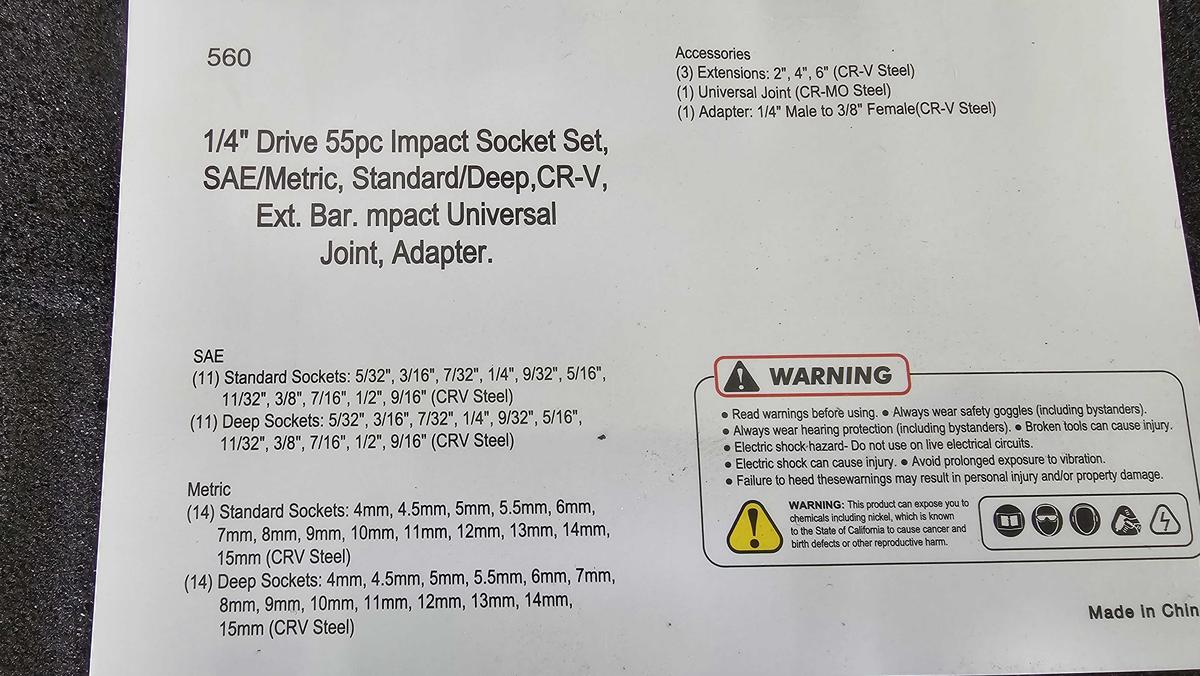 560
1/4" Drive 55pc Impact Socket Set,
SAE/Metric, Standard/Deep,CR-V,
Ext. Bar. mpact Universal
Joint, Adapter.
SAE
(11) Standard Sockets: 5/32", 3/16", 7/32", 1/4", 9/32", 5/16",
11/32", 3/8", 7/16", 1/2", 9/16" (CRV Steel)
(11) Deep Sockets: 5/32", 3/16", 7/32", 1/4", 9/32", 5/16",
11/32", 3/8", 7/16", 1/2", 9/16" (CRV Steel)
Metric
(14) Standard Sockets: 4mm, 4.5mm, 5mm, 5.5mm, 6mm,
7mm, 8mm, 9mm, 10mm, 11mm, 12mm, 13mm, 14mm,
15mm (CRV Steel)
(14) Deep Sockets: 4mm, 4.5mm, 5mm, 5.5mm, 6mm, 7mm,
8mm, 9mm, 10mm, 11mm, 12mm, 13mm, 14mm,
15mm (CRV Steel)
Accessories
(3) Extensions: 2", 4", 6" (CR-V Steel)
(1) Universal Joint (CR-MO Steel)
(1) Adapter: 1/4" Male to 3/8" Female(CR-V Steel)
WARNING
● Read warnings before using. ● Always wear safety goggles (including bystanders).
● Always wear hearing protection (including bystanders). ● Broken tools can cause injury.
● Electric shock-hazard- Do not use on live electrical circuits.
● Electric shock can cause injury. ● Avoid prolonged exposure to vibration.
● Failure to heed thesewarnings may result in personal injury and/or property damage.
WARNING: This product can expose you to
chemicals including nickel, which is known
to the State of California to cause cancer and
birth defects or other reproductive harm.
Made in Chin